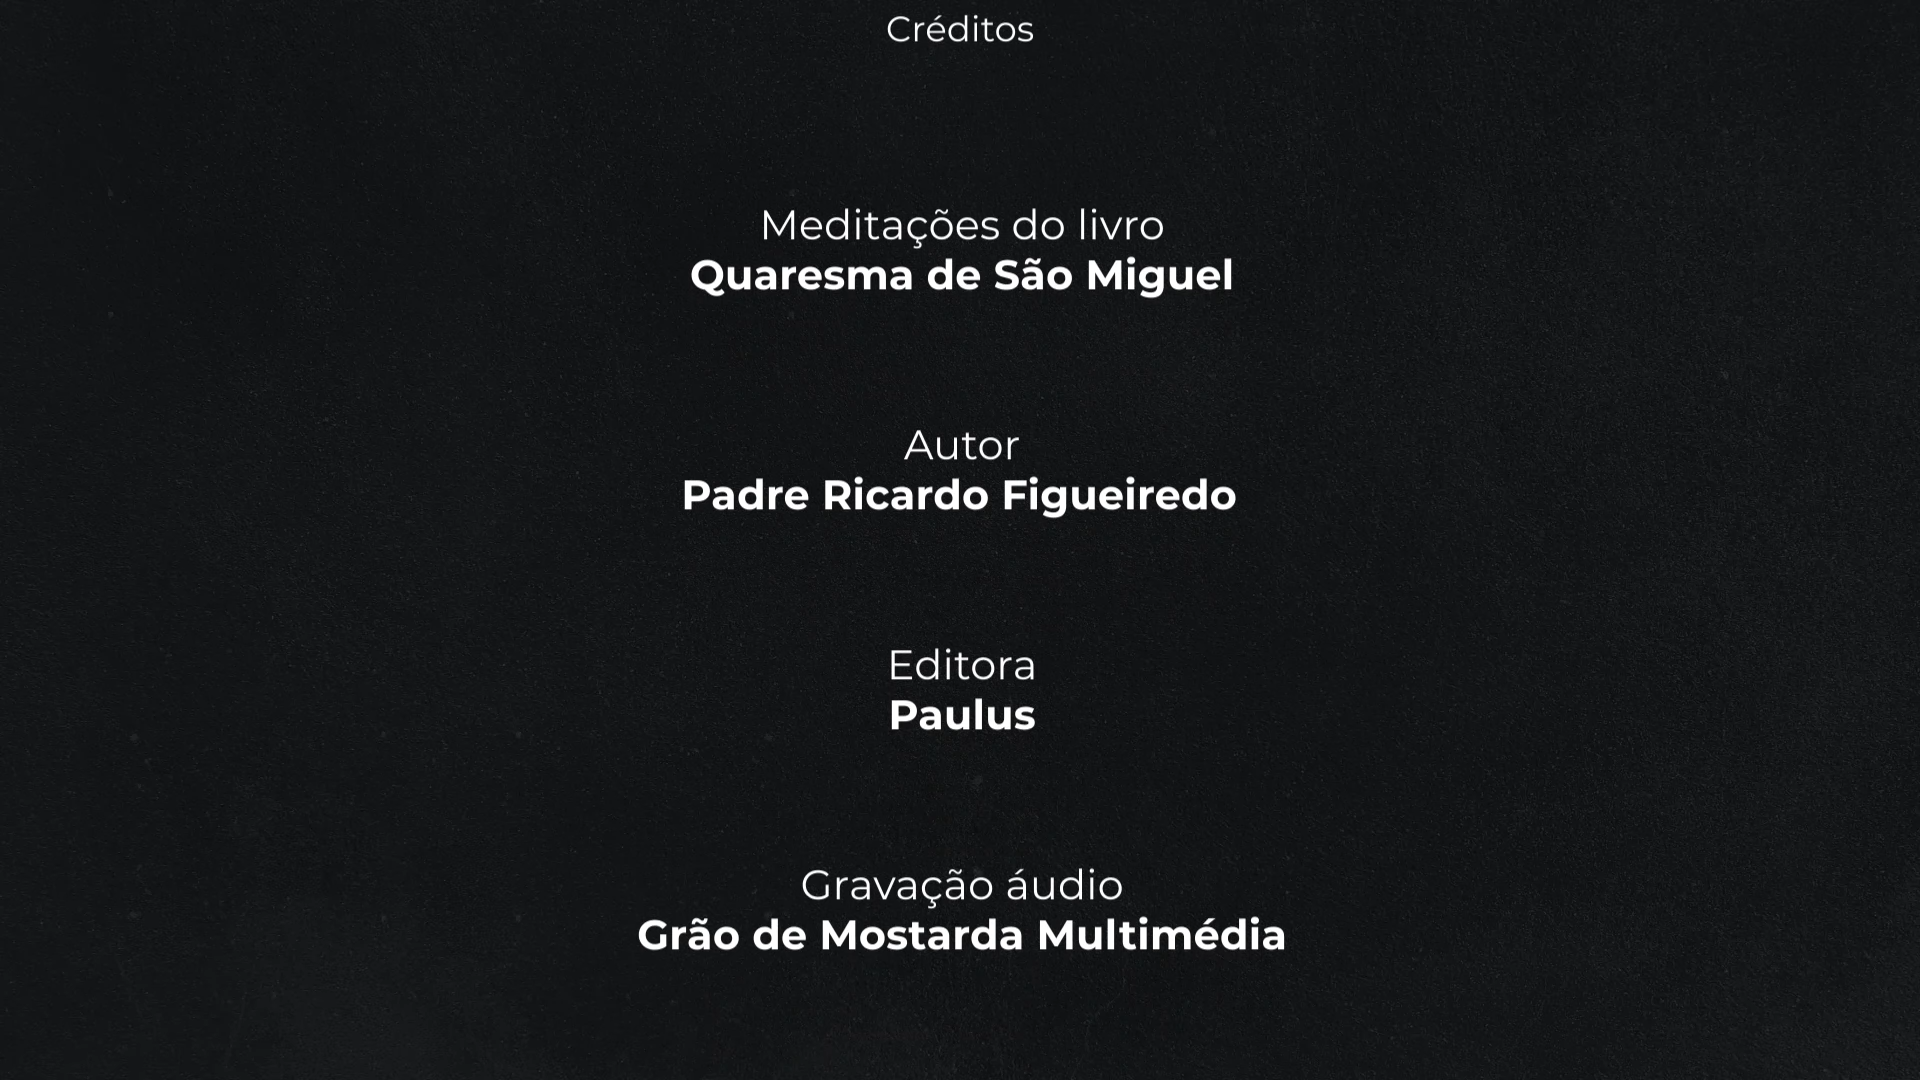 Créditos
Meditações do livro
Quaresma de São Miguel
Autor
Padre Ricardo Figueiredo
Editora
Paulus
Gravação áudio
Grão de Mostarda Multimédia